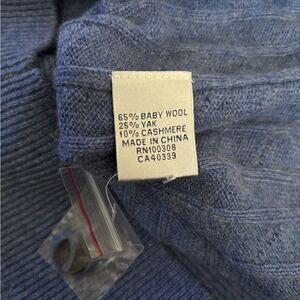 65% BABY WOOL
25% YAK
10% CASHMERE
MADE IN CHINA
RN100308
CA40339